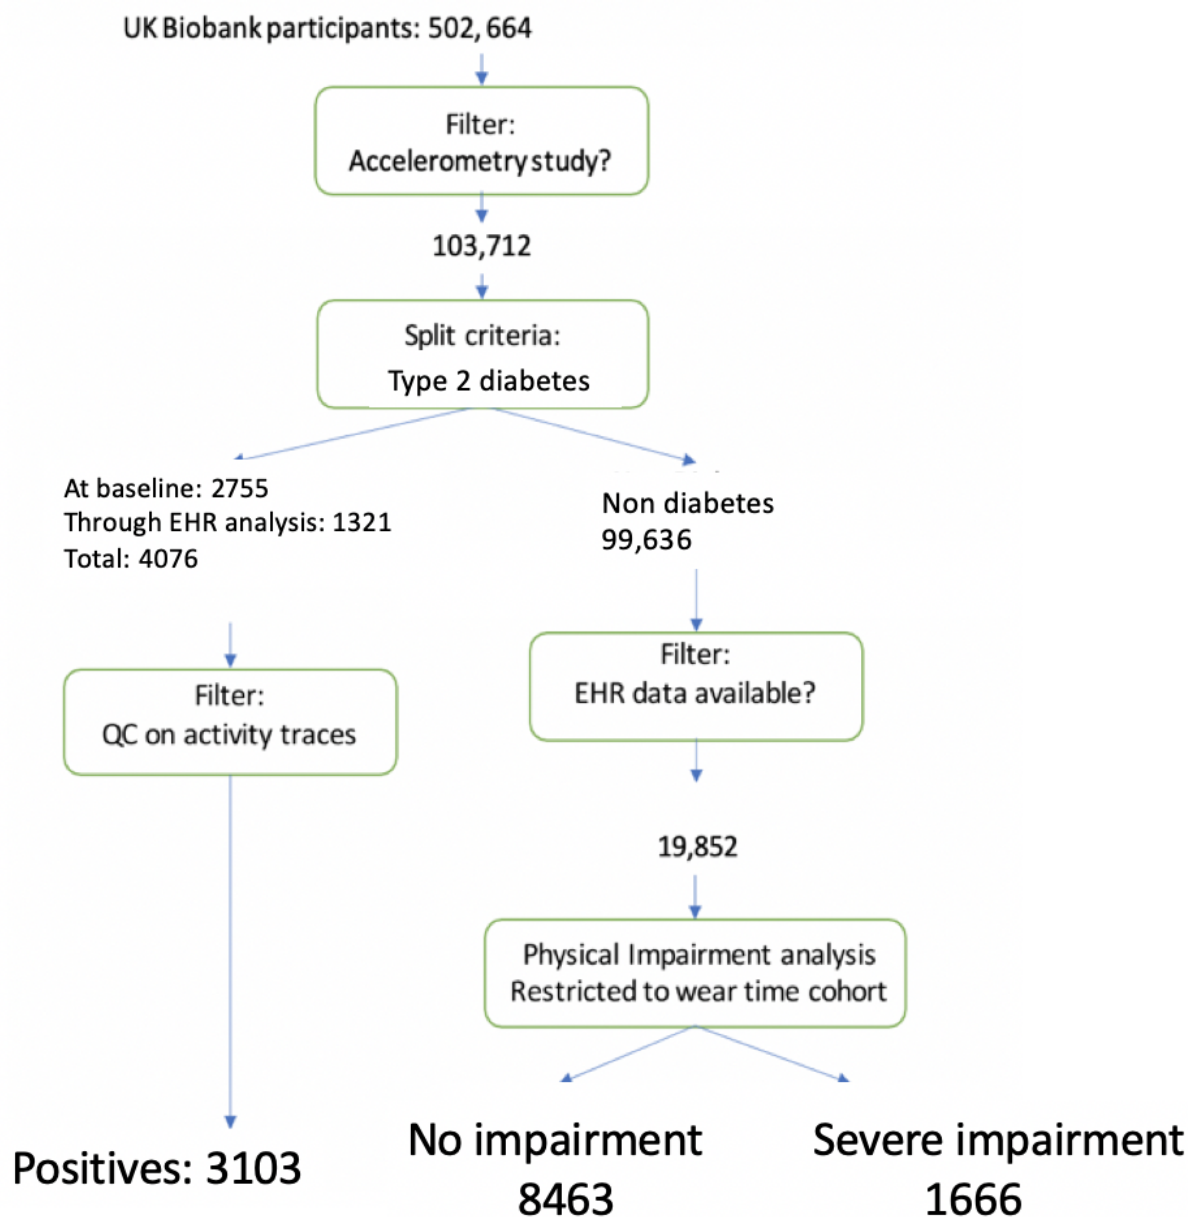 UK Biobank participants: 502, 664
Filter:
Accelerometry study?
103,712
Split criteria:
Type 2 diabetes
At baseline: 2755
Through EHR analysis: 1321
Total: 4076
Non diabetes
99,636
Filter:
QC on activity traces
Filter:
EHR data available?
19,852
Physical Impairment analysis
Restricted to wear time cohort
Positives: 3103
No impairment
8463
Severe impairment
1666